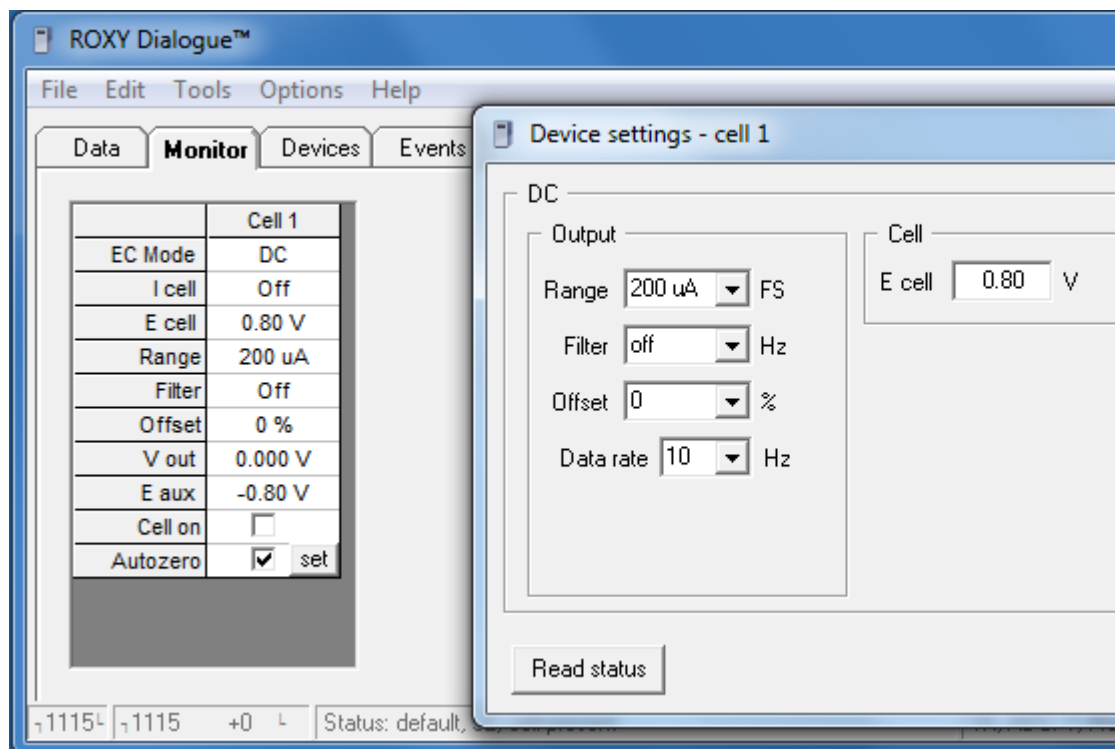 ROXY Dialogue™
File Edit Tools Options Help
Data Monitor Devices Events
Cell 1
EC Mode DC
I cell Off
E cell 0.80 V
Range 200 uA
Filter Off
Offset 0 %
V out 0.000 V
E aux -0.80 V
Cell on
Autozero set
1115 1115 +0 Status: default,
Device settings - cell 1
DC
Output
Range 200 uA FS
Filter off Hz
Offset 0 %
Data rate 10 Hz
Cell
E cell 0.80 V
Read status